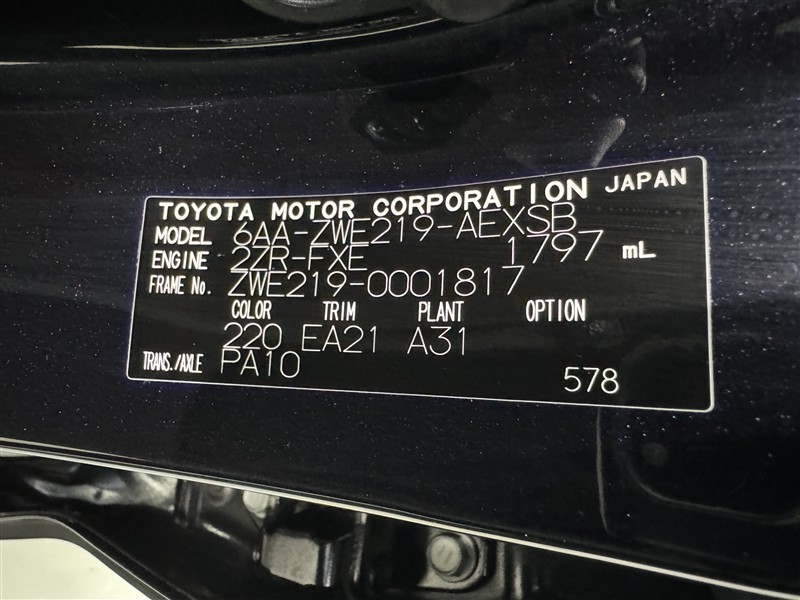 TOYOTA MOTOR CORPORATION JAPAN
MODEL 6AA-ZWE219-AEXSB
ENGINE 2ZR-FXE 1797 mL
FRAME No. ZWE219-0001817
COLOR TRIM PLANT OPTION
220 EA21 A31
TRANS./AXLE PA10
578